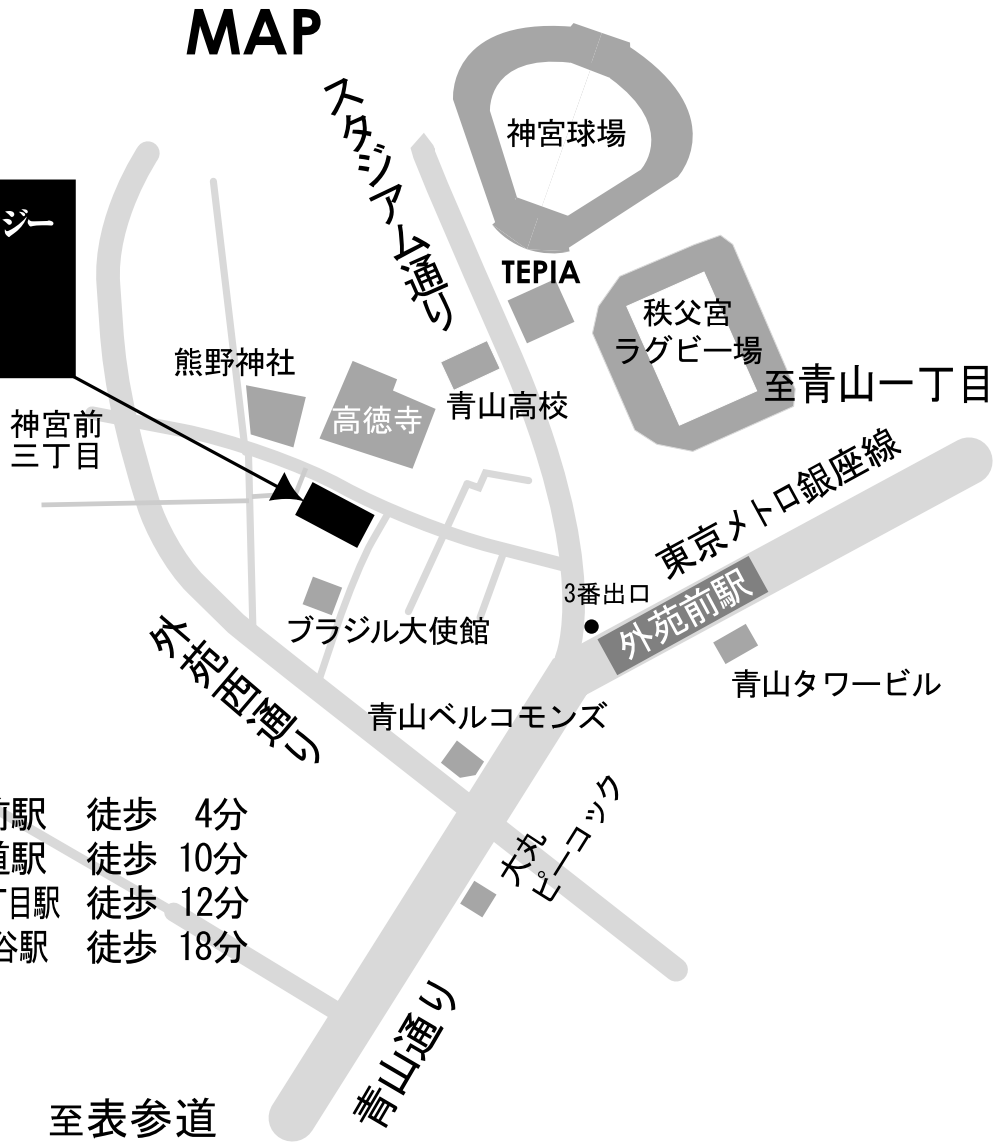 MAP
スタジアム通り
神宮球場
ジー
TEPIA
秩父宮
ラグビー場
至青山一丁目
熊野神社
高徳寺
青山高校
神宮前
三丁目
東京メトロ銀座線
3番出口
外苑前駅
ブラジル大使館
外苑西通り
青山タワービル
青山ベルコモンズ
前駅 徒歩 4分
道駅 徒歩 10分
丁目駅 徒歩 12分
谷駅 徒歩 18分
大丸
ピーコック
青山通り
至表参道